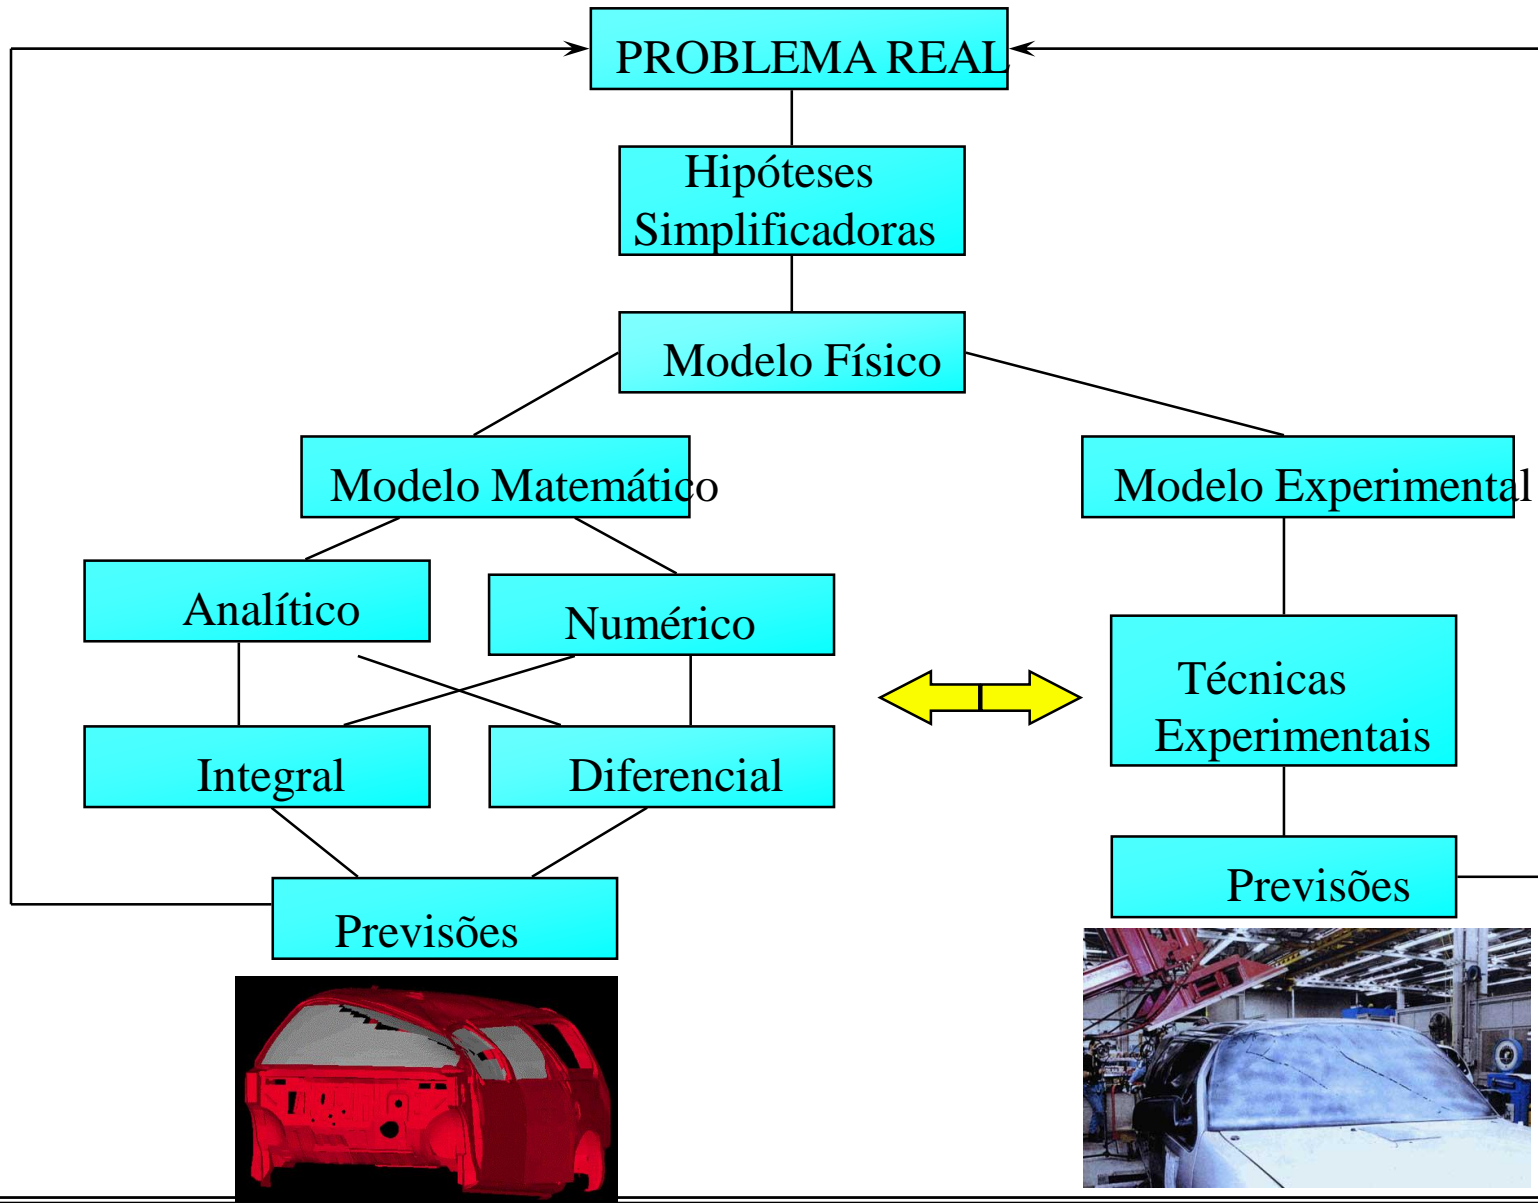 PROBLEMA REAL
Hipóteses
Simplificadoras
Modelo Físico
Modelo Matemático
Modelo Experimental
Analítico
Numérico
Técnicas
Experimentais
Integral
Diferencial
Previsões
Previsões